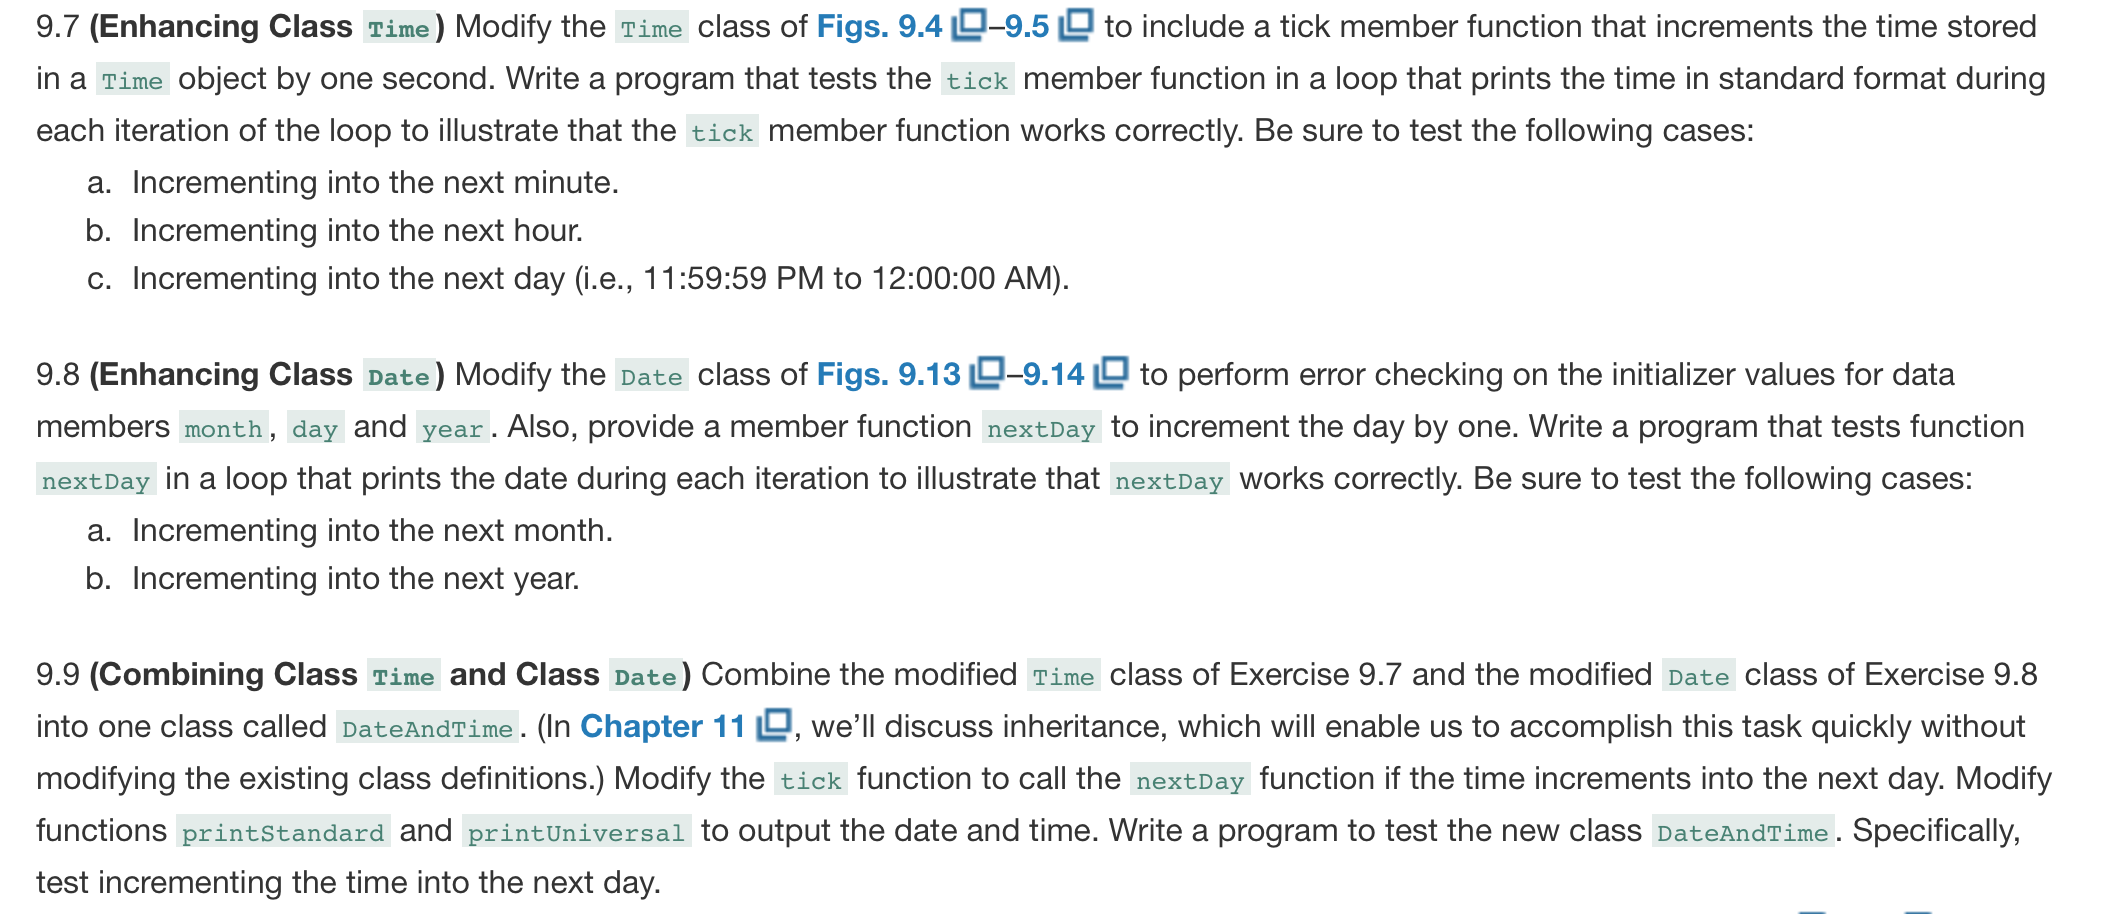 9.7 (Enhancing Class Time) Modify the Time class of Figs. 9.4 –9.5 to include a tick member function that increments the time stored
in a Time object by one second. Write a program that tests the tick member function in a loop that prints the time in standard format during
each iteration of the loop to illustrate that the tick member function works correctly. Be sure to test the following cases:
a. Incrementing into the next minute.
b. Incrementing into the next hour.
c. Incrementing into the next day (i.e., 11:59:59 PM to 12:00:00 AM).
9.8 (Enhancing Class Date) Modify the Date class of Figs. 9.13 –9.14 to perform error checking on the initializer values for data
members month, day and year. Also, provide a member function nextDay to increment the day by one. Write a program that tests function
nextDay in a loop that prints the date during each iteration to illustrate that nextDay works correctly. Be sure to test the following cases:
a. Incrementing into the next month.
b. Incrementing into the next year.
9.9 (Combining Class Time and Class Date) Combine the modified Time class of Exercise 9.7 and the modified Date class of Exercise 9.8
into one class called DateAndTime. (In Chapter 11 , we’ll discuss inheritance, which will enable us to accomplish this task quickly without
modifying the existing class definitions.) Modify the tick function to call the nextDay function if the time increments into the next day. Modify
functions printStandard and printUniversal to output the date and time. Write a program to test the new class DateAndTime. Specifically,
test incrementing the time into the next day.